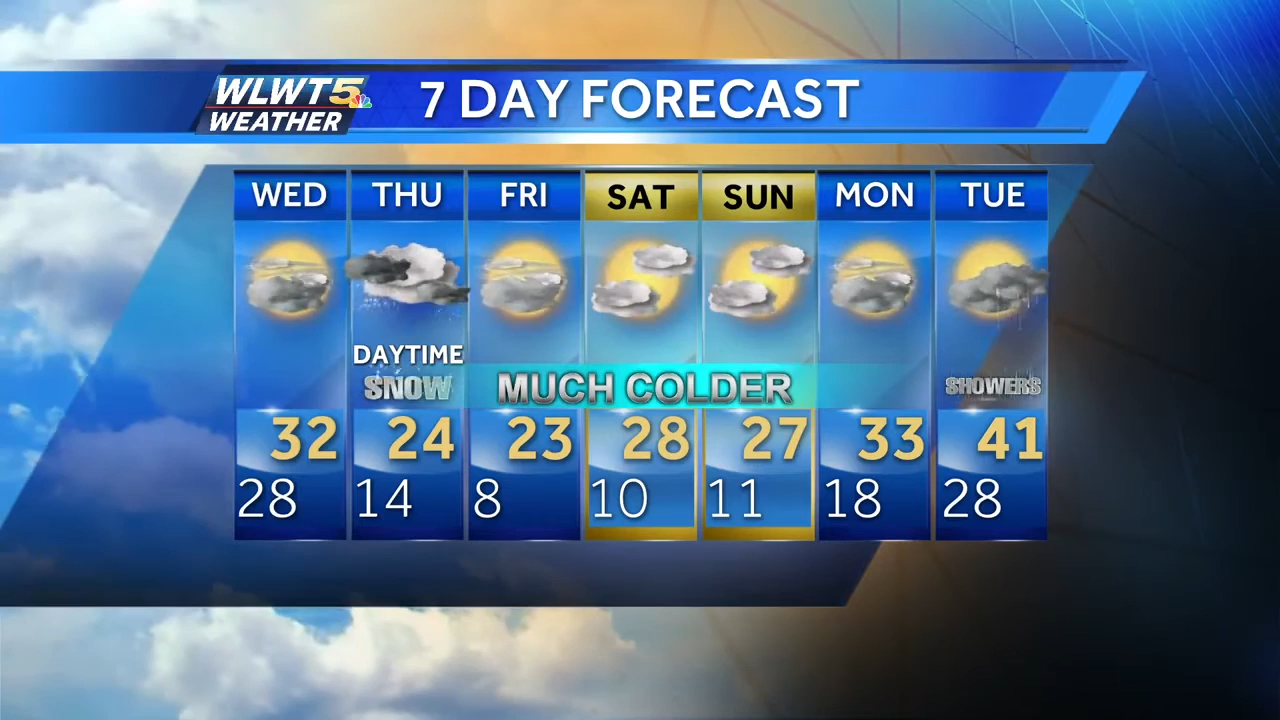 WLWT5
WEATHER
7 DAY FORECAST
WED THU FRI SAT SUN MON TUE
DAYTIME
SNOW MUCH COLDER SHOWERS
32 24 23 28 27 33 41
28 14 8 10 11 18 28